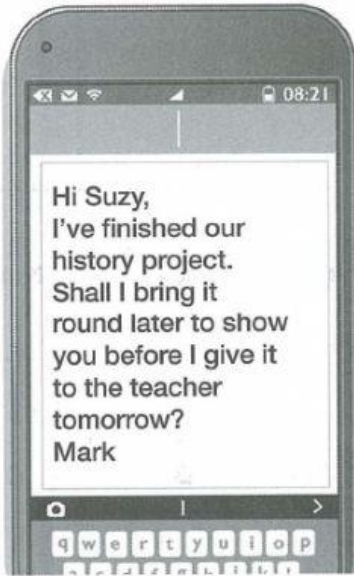 08:21
Hi Suzy,
I've finished our
history project.
Shall I bring it
round later to show
you before I give it
to the teacher
tomorrow?
Mark
q w e r t y u i o p